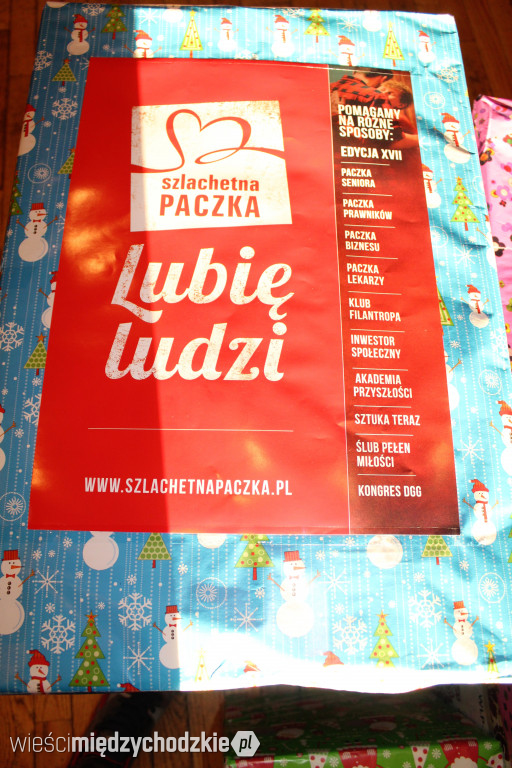 szlachetna
PACZKA
Lubię
ludzi
WWW.SZLACHETNAPACZKA.PL
POMAGAMY
NA RÓŻNE
SPOSOBY:
EDYCJA XVII
PACZKA
SENIORA
PACZKA
PRAWNIKÓW
PACZKA
BIZNESU
PACZKA
LEKARZY
KLUB
FILANTROPA
INWESTOR
SPOŁECZNY
AKADEMIA
PRZYSZŁOŚCI
SZTUKA TERAZ
ŚLUB PEŁEN
MIŁOŚCI
KONGRES DGG
wieścimiędzychodzkie.pl